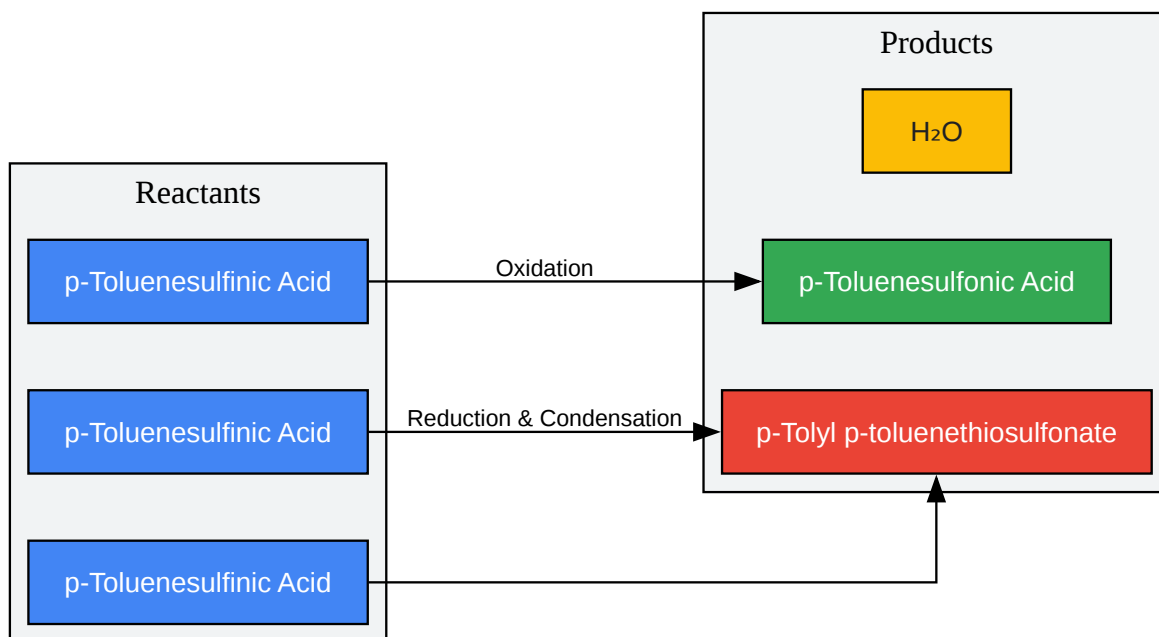 Products
H₂O
Reactants
p-Toluenesulfinic Acid
Oxidation
p-Toluenesulfonic Acid
p-Toluenesulfinic Acid
Reduction & Condensation
p-Tolyl p-toluenethiosulfonate
p-Toluenesulfinic Acid